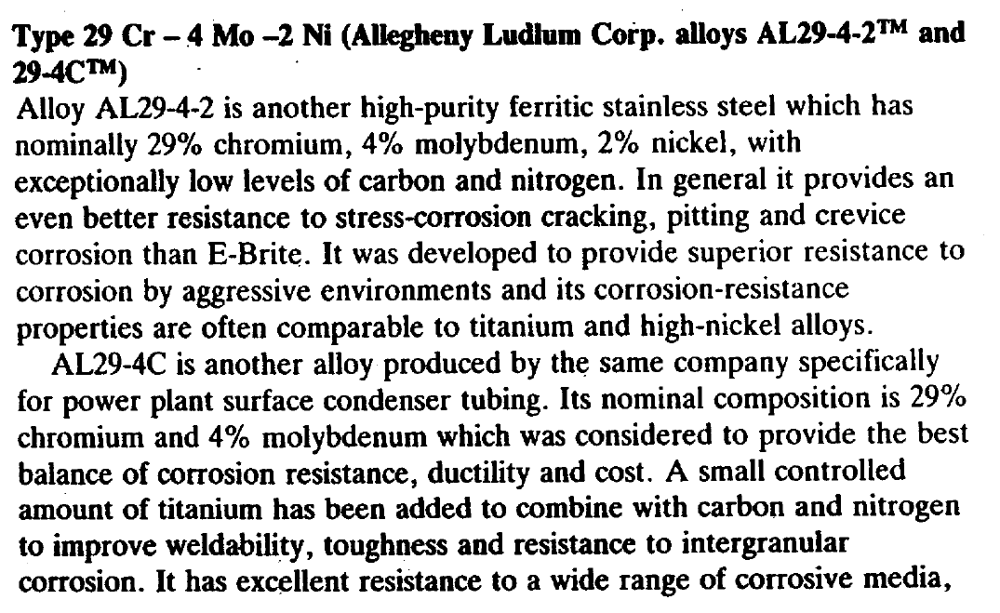 Type 29 Cr – 4 Mo –2 Ni (Allegheny Ludlum Corp. alloys AL29-4-2™ and
29-4C™)
Alloy AL29-4-2 is another high-purity ferritic stainless steel which has
nominally 29% chromium, 4% molybdenum, 2% nickel, with
exceptionally low levels of carbon and nitrogen. In general it provides an
even better resistance to stress-corrosion cracking, pitting and crevice
corrosion than E-Brite. It was developed to provide superior resistance to
corrosion by aggressive environments and its corrosion-resistance
properties are often comparable to titanium and high-nickel alloys.
AL29-4C is another alloy produced by the same company specifically
for power plant surface condenser tubing. Its nominal composition is 29%
chromium and 4% molybdenum which was considered to provide the best
balance of corrosion resistance, ductility and cost. A small controlled
amount of titanium has been added to combine with carbon and nitrogen
to improve weldability, toughness and resistance to intergranular
corrosion. It has excellent resistance to a wide range of corrosive media,